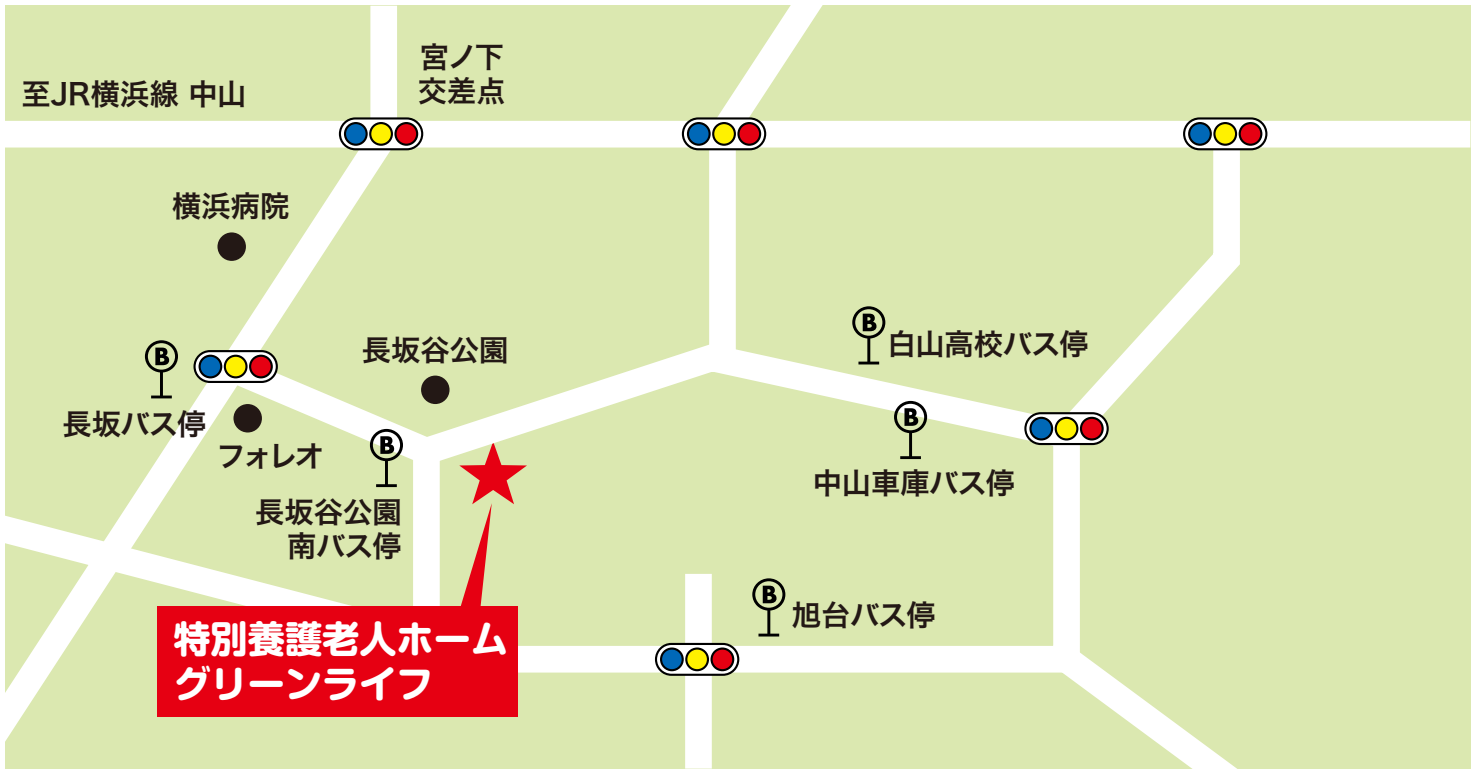 宮ノ下
交差点
至JR横浜線 中山
横浜病院
長坂谷公園
B
白山高校バス停
B
長坂バス停
フォレオ
B
長坂谷公園
南バス停
B
中山車庫バス停
B
旭台バス停
特別養護老人ホーム
グリーンライフ